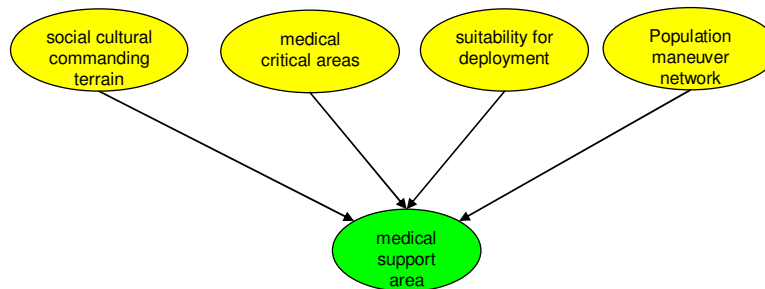 social cultural
commanding
terrain
medical
critical areas
suitability for
deployment
Population
maneuver
network
medical
support
area